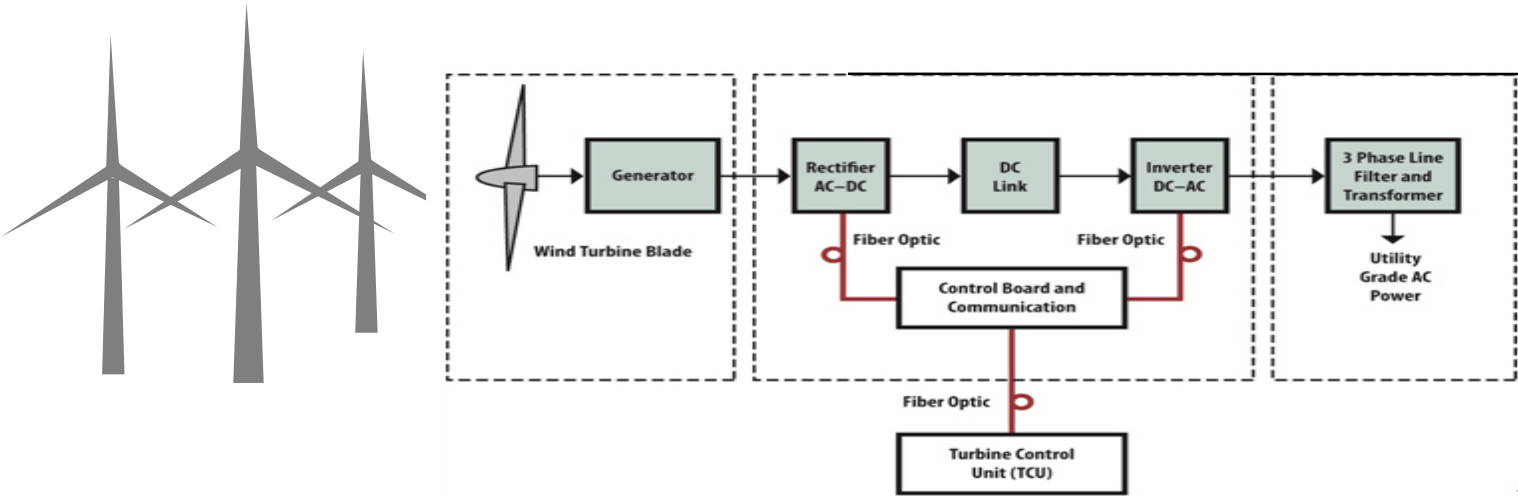 Generator
Wind Turbine Blade
Rectifier
AC–DC
DC
Link
Inverter
DC–AC
Fiber Optic
Fiber Optic
Control Board and
Communication
3 Phase Line
Filter and
Transformer
Utility
Grade AC
Power
Fiber Optic
Turbine Control
Unit (TCU)